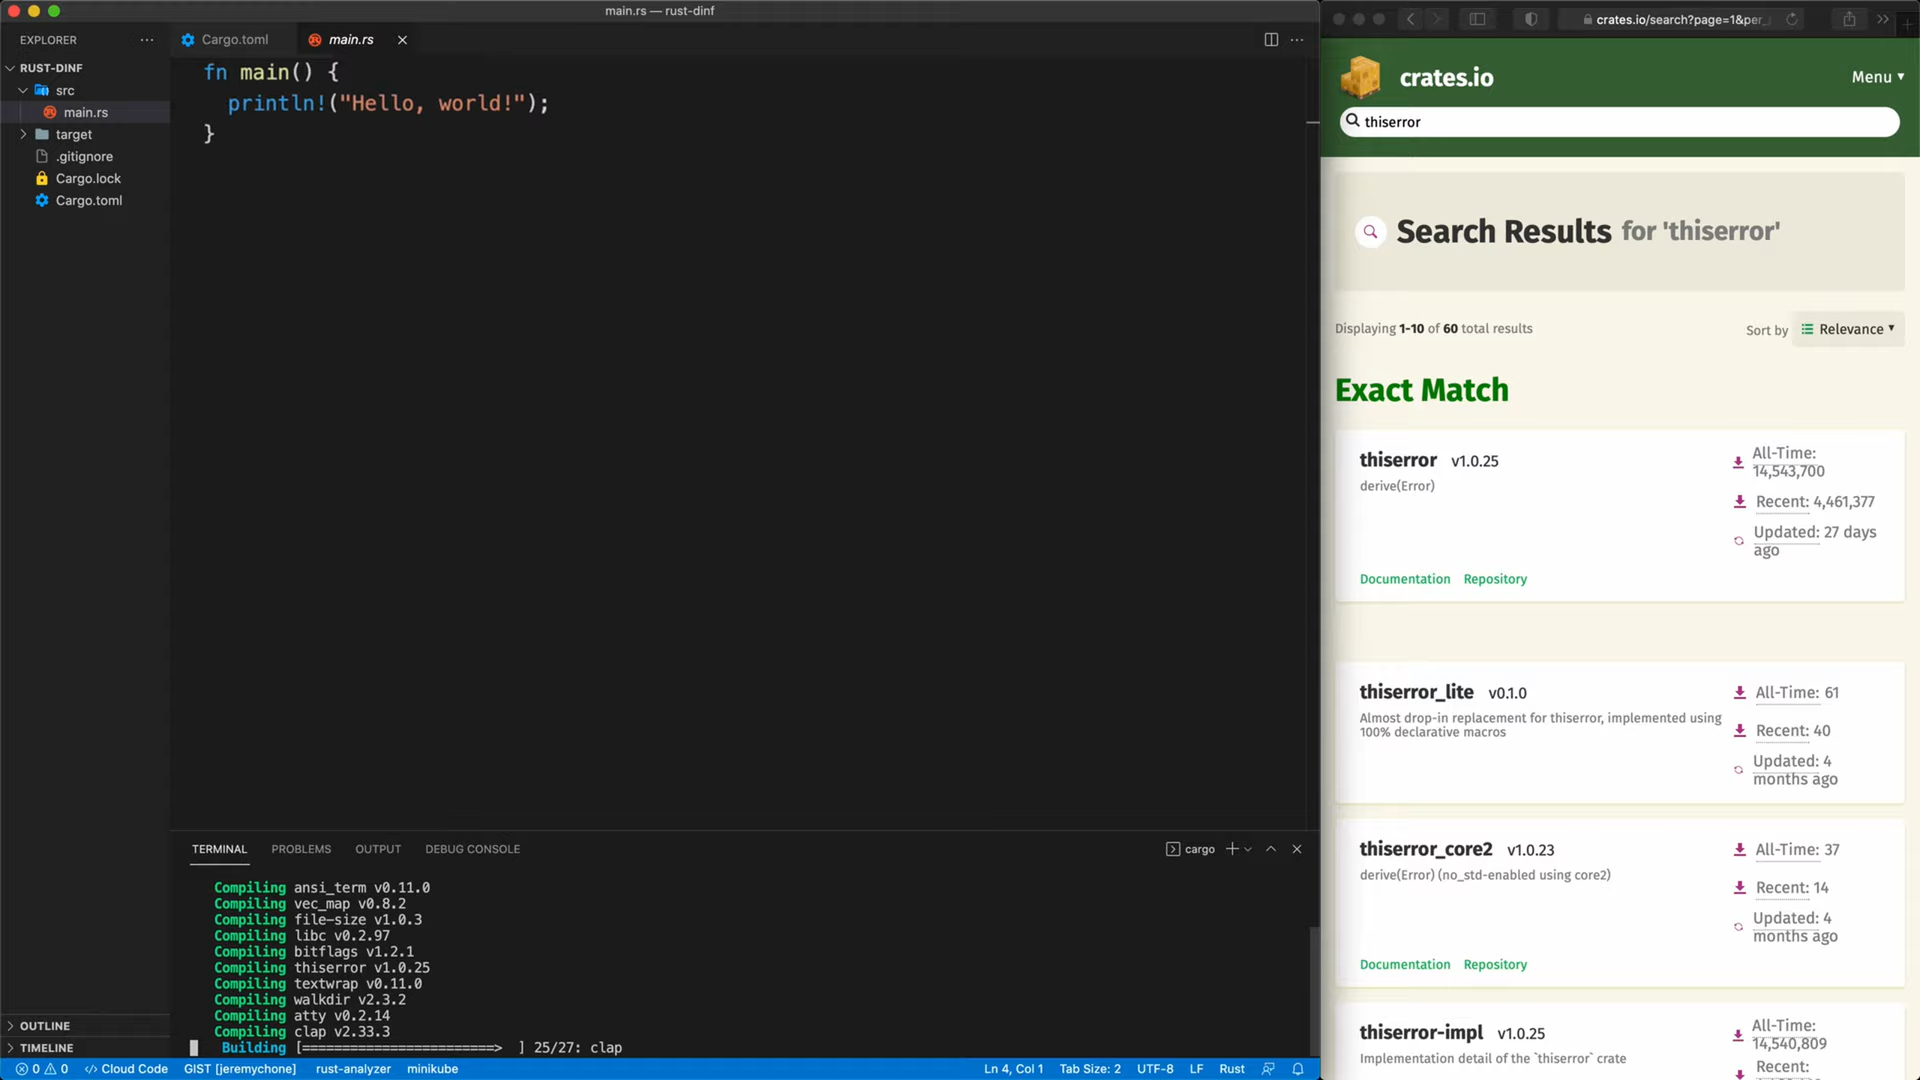 main.rs — rust-dinf
EXPLORER
RUST-DINF
src
main.rs
target
.gitignore
Cargo.lock
Cargo.toml
OUTLINE
TIMELINE
Cargo.toml
main.rs
fn main() {
println!("Hello, world!");
}
TERMINAL
PROBLEMS
OUTPUT
DEBUG CONSOLE
cargo
Compiling ansi_term v0.11.0
Compiling vec_map v0.8.2
Compiling file-size v1.0.3
Compiling libc v0.2.97
Compiling bitflags v1.2.1
Compiling thiserror v1.0.25
Compiling textwrap v0.11.0
Compiling walkdir v2.3.2
Compiling atty v0.2.14
Compiling clap v2.33.3
Building [========================> ] 25/27: clap
0 0 Cloud Code GIST [jeremychone] rust-analyzer minikube Ln 4, Col 1 Tab Size: 2 UTF-8 LF Rust
crates.io/search?page=1&per_
crates.io
Menu
thiserror
Search Results for 'thiserror'
Displaying 1-10 of 60 total results
Sort by Relevance
Exact Match
thiserror v1.0.25
derive(Error)
All-Time:
14,543,700
Recent: 4,461,377
Updated: 27 days
ago
Documentation Repository
thiserror_lite v0.1.0
Almost drop-in replacement for thiserror, implemented using
100% declarative macros
All-Time: 61
Recent: 40
Updated: 4
months ago
thiserror_core2 v1.0.23
derive(Error) (no_std-enabled using core2)
All-Time: 37
Recent: 14
Updated: 4
months ago
Documentation Repository
thiserror-impl v1.0.25
Implementation detail of the `thiserror` crate
All-Time:
14,540,809
Recent: